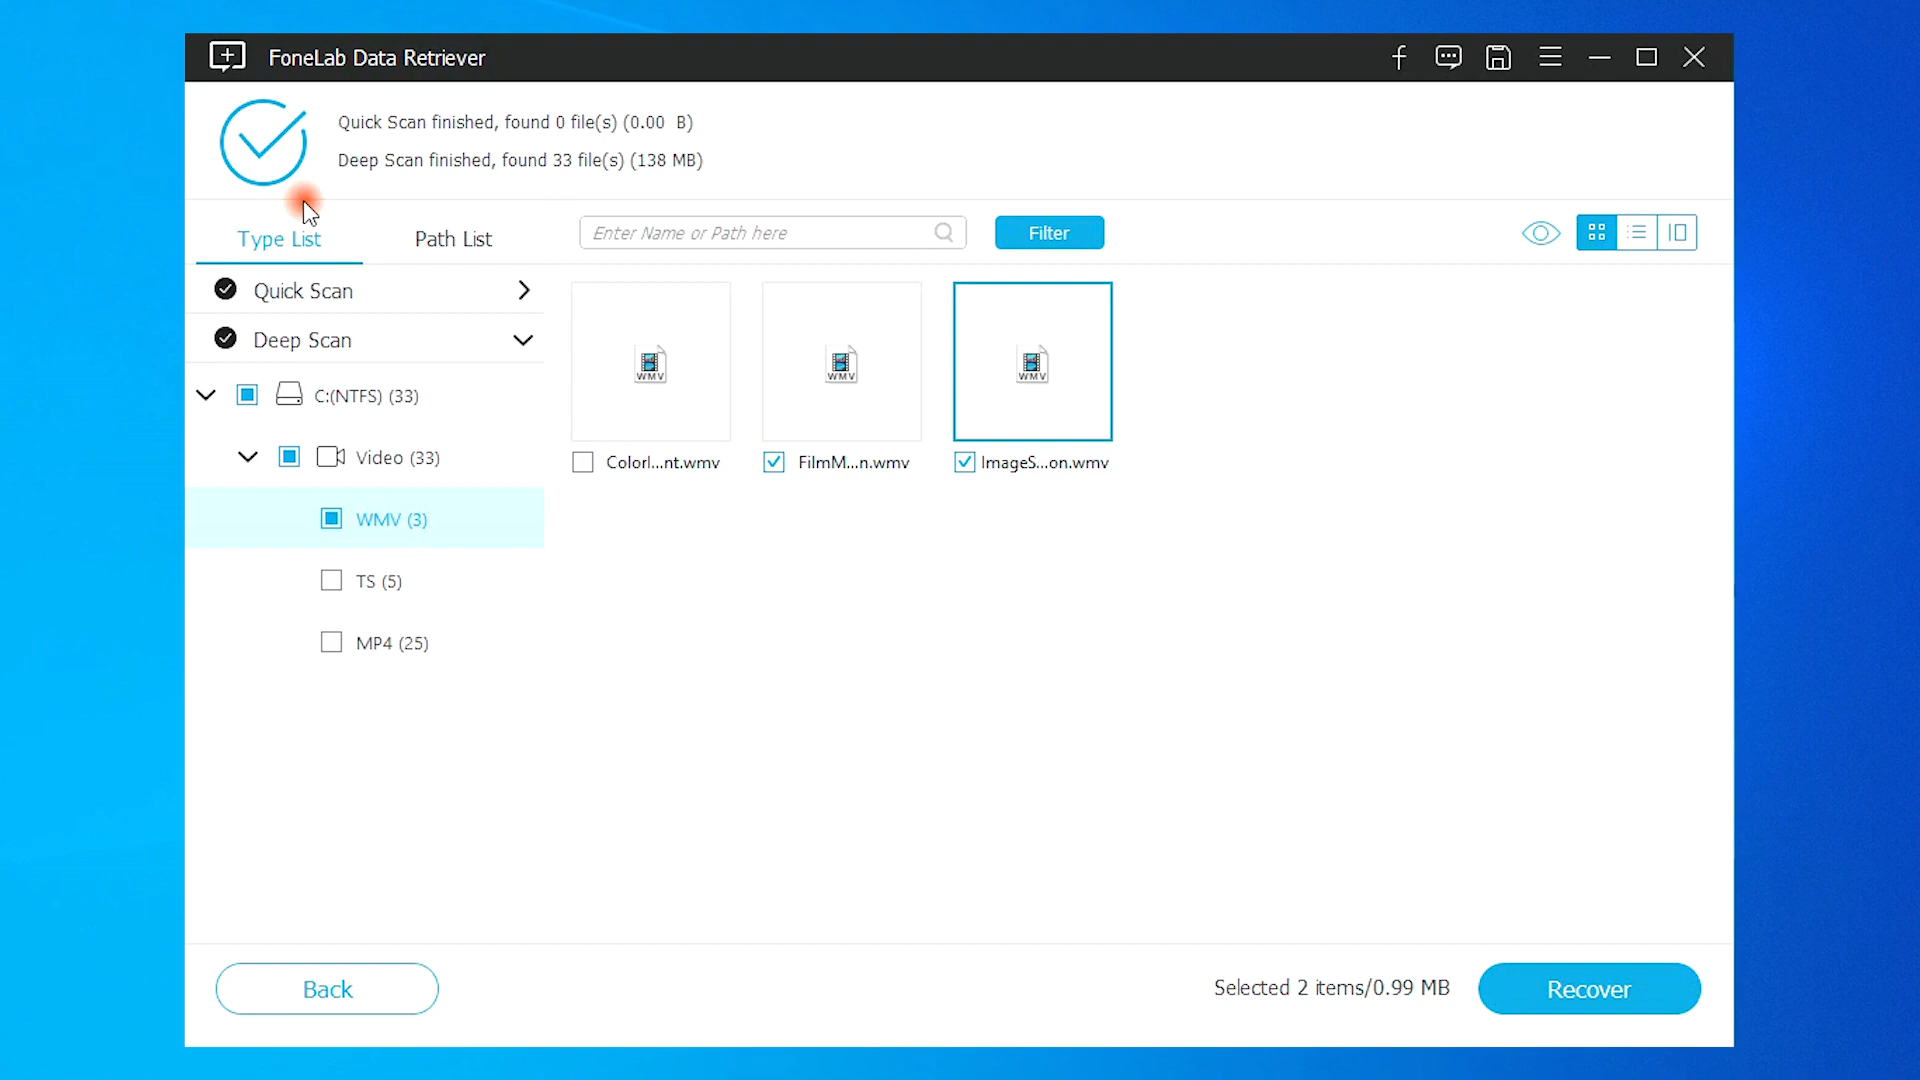 FoneLab Data Retriever
Quick Scan finished, found 0 file(s) (0.00 B)
Deep Scan finished, found 33 file(s) (138 MB)
Type List
Path List
Enter Name or Path here
Filter
Quick Scan
Deep Scan
C:(NTFS) (33)
Video (33)
WMV (3)
TS (5)
MP4 (25)
WMV
WMV
WMV
ColorI...nt.wmv
FilmM...n.wmv
ImageS...on.wmv
Back
Selected 2 items/0.99 MB
Recover